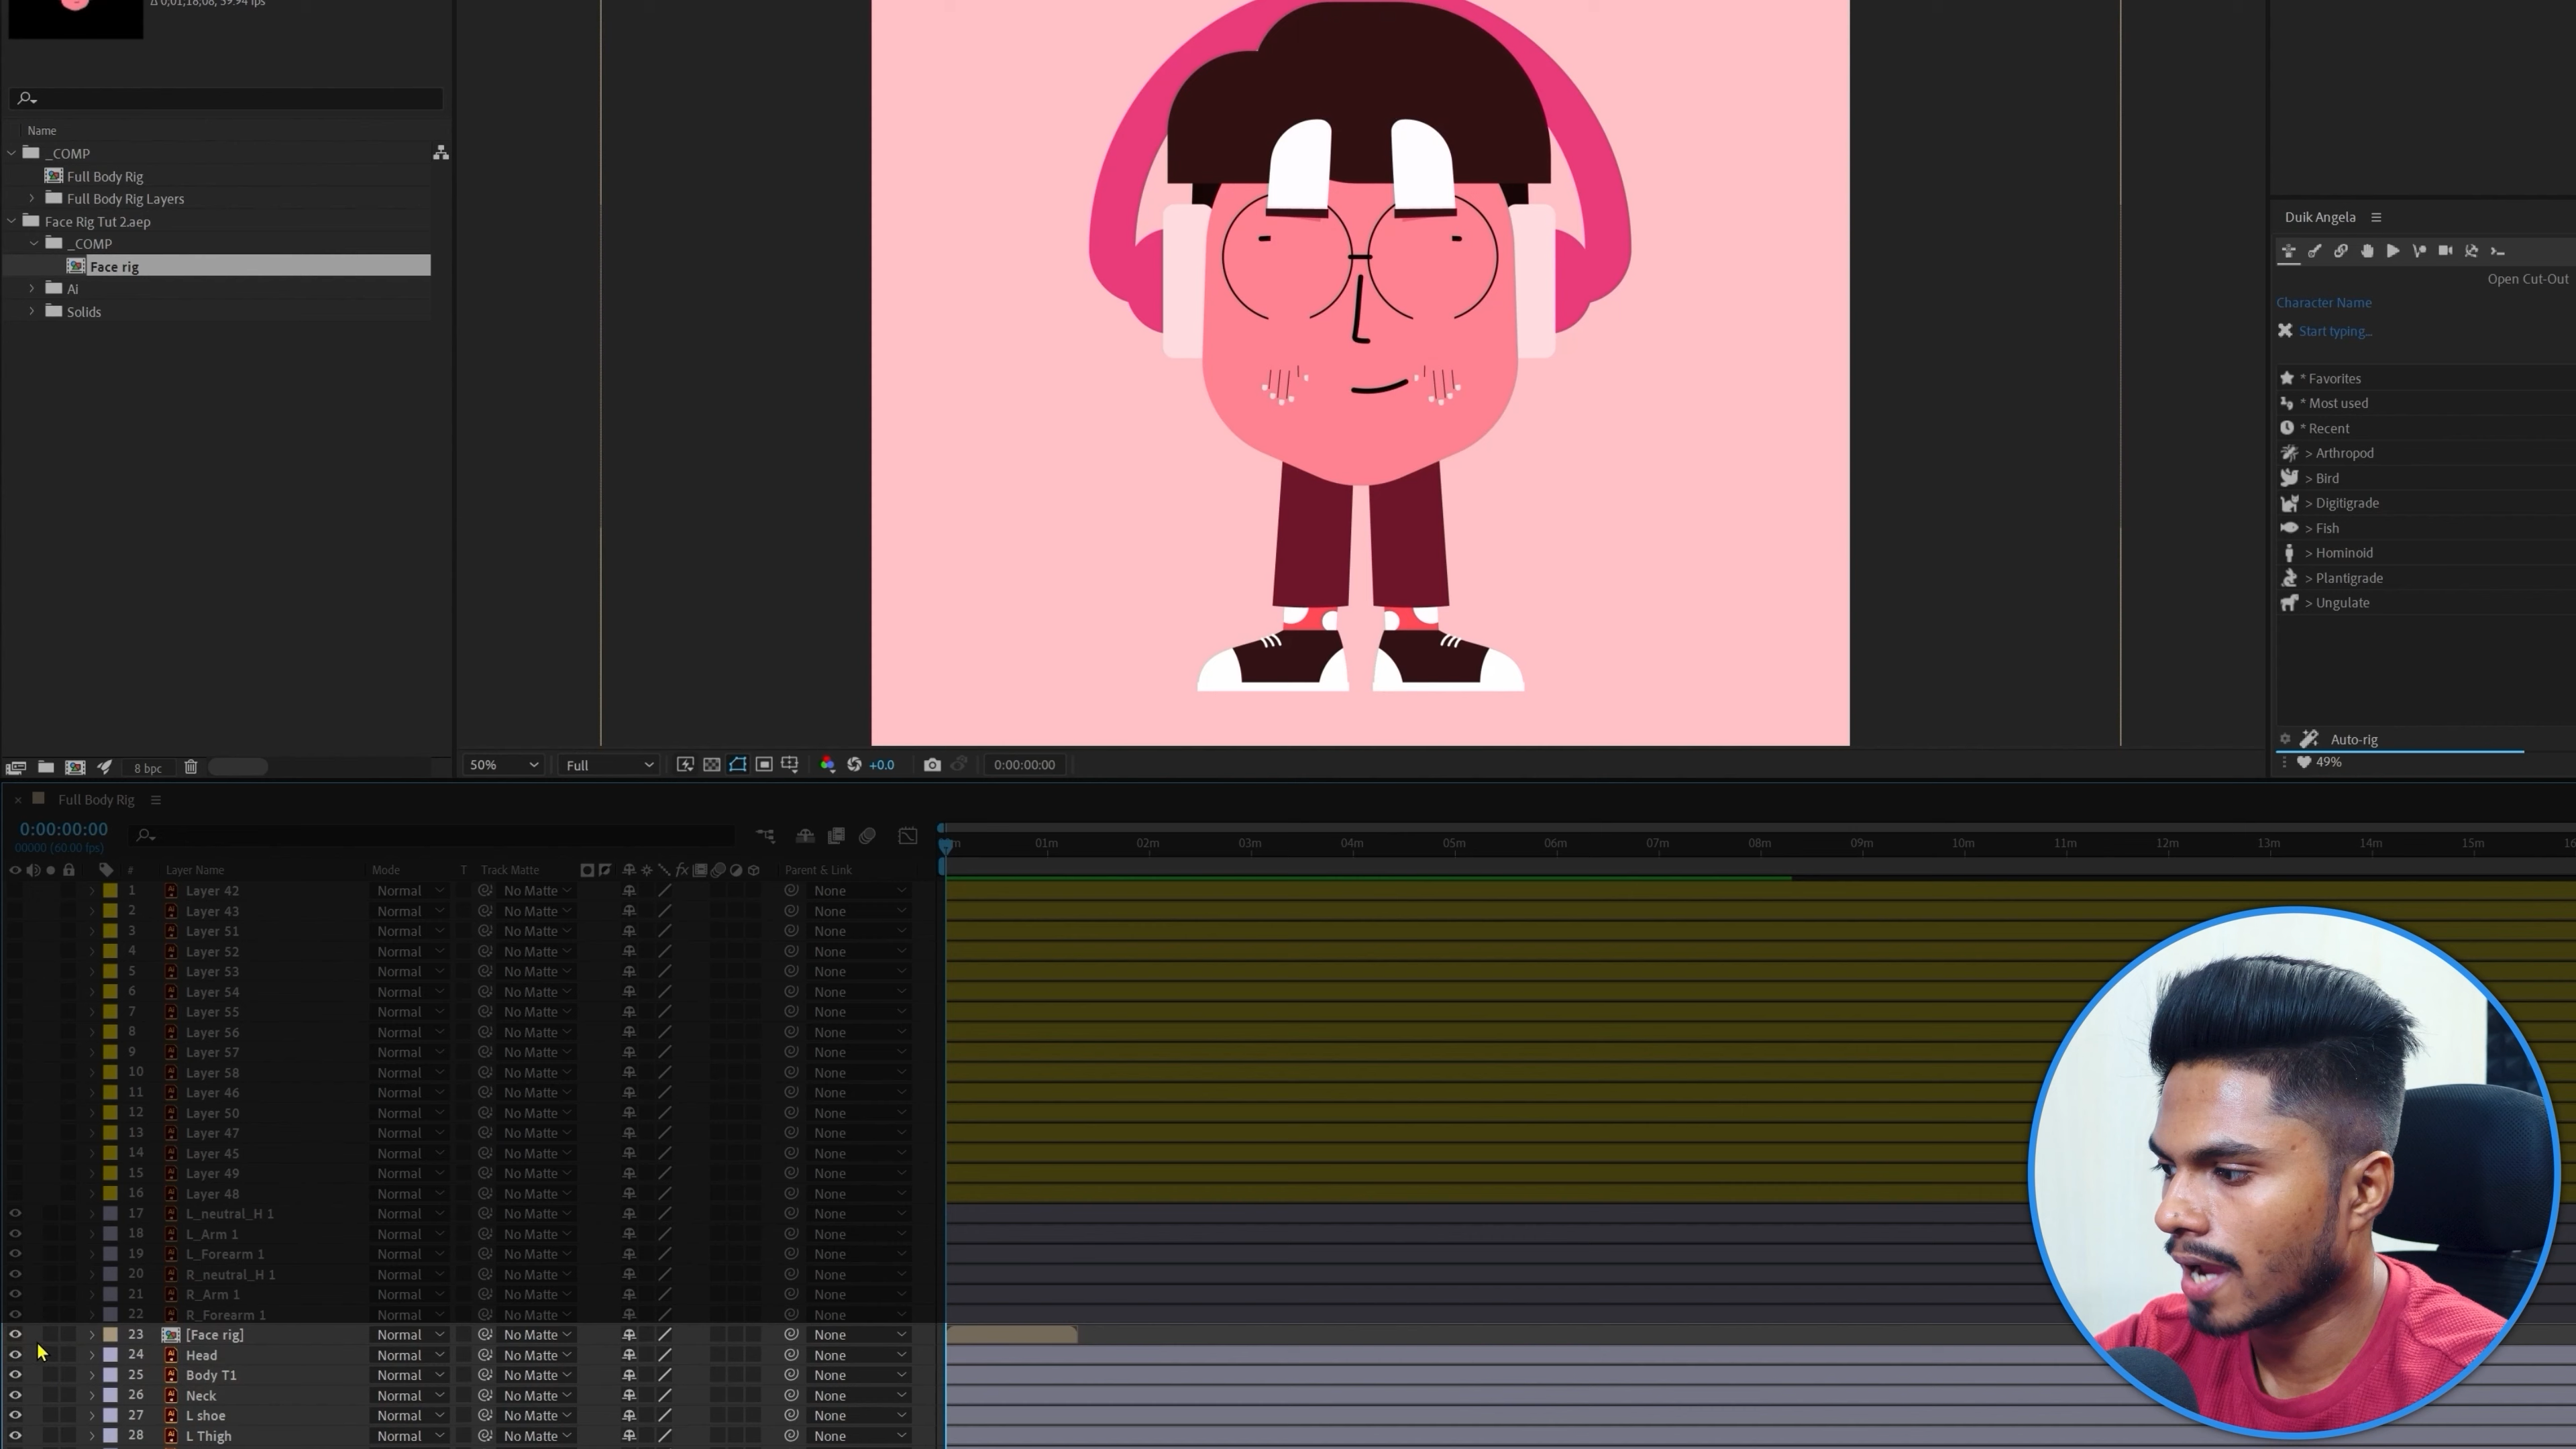 Δ 0;01;18;08, 59.94 fps
Name
_COMP
Full Body Rig
Full Body Rig Layers
Face Rig Tut 2.aep
_COMP
Face rig
Ai
Solids
8 bpc
50% Full +0.0 0:00:00:00
Duik Angela
Open Cut-Out
Character Name
Start typing...
* Favorites
* Most used
* Recent
> Arthropod
> Bird
> Digitigrade
> Fish
> Hominoid
> Plantigrade
> Ungulate
Auto-rig
49%
Full Body Rig
0:00:00:00
00000 (60.00 fps)
01m 02m 03m 04m 05m 06m 07m 08m 09m 10m 11m 12m 13m 14m 15m 16
# Layer Name Mode T Track Matte fx Parent & Link
1 Layer 42 Normal No Matte None
2 Layer 43 Normal No Matte None
3 Layer 51 Normal No Matte None
4 Layer 52 Normal No Matte None
5 Layer 53 Normal No Matte None
6 Layer 54 Normal No Matte None
7 Layer 55 Normal No Matte None
8 Layer 56 Normal No Matte None
9 Layer 57 Normal No Matte None
10 Layer 58 Normal No Matte None
11 Layer 46 Normal No Matte None
12 Layer 50 Normal No Matte None
13 Layer 47 Normal No Matte None
14 Layer 45 Normal No Matte None
15 Layer 49 Normal No Matte None
16 Layer 48 Normal No Matte None
17 L_neutral_H 1 Normal No Matte None
18 L_Arm 1 Normal No Matte None
19 L_Forearm 1 Normal No Matte None
20 R_neutral_H 1 Normal No Matte None
21 R_Arm 1 Normal No Matte None
22 R_Forearm 1 Normal No Matte None
23 [Face rig] Normal No Matte None
24 Head Normal No Matte None
25 Body T1 Normal No Matte None
26 Neck Normal No Matte None
27 L shoe Normal No Matte None
28 L Thigh Normal No Matte None